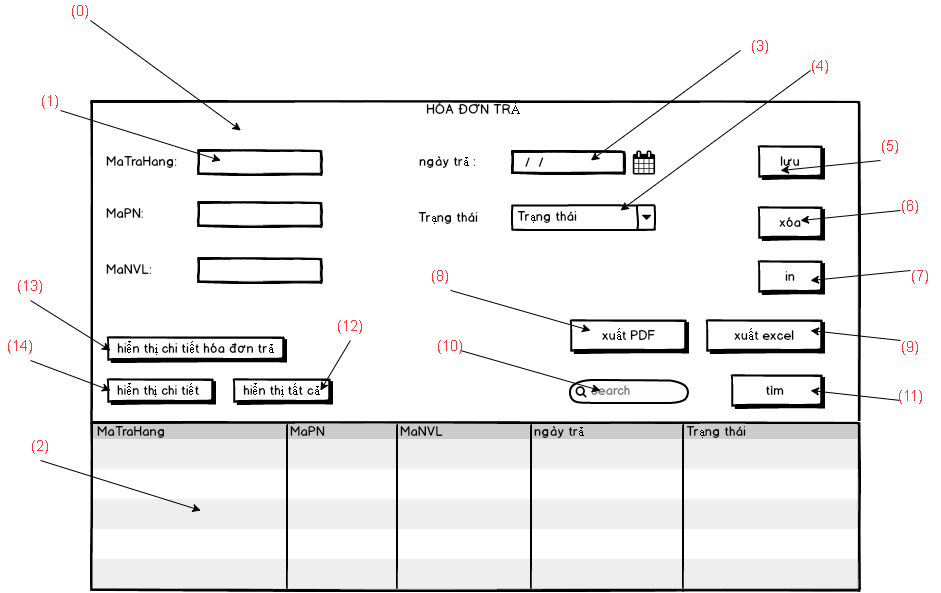 (0)
(3)
(4)
(1)
HÓA ĐƠN TRẢ
MaTraHang:
ngày trả :
/ /
lưu
(5)
MaPN:
Trạng thái
Trạng thái
xóa
(6)
MaNVL:
in
(7)
(8)
(13)
(12)
xuất PDF
xuất excel
(14)
hiển thị chi tiết hóa đơn trả
(10)
(9)
hiển thị chi tiết
hiển thị tất cả
search
tìm
(11)
MaTraHang
MaPN
MaNVL
ngày trả
Trạng thái
(2)